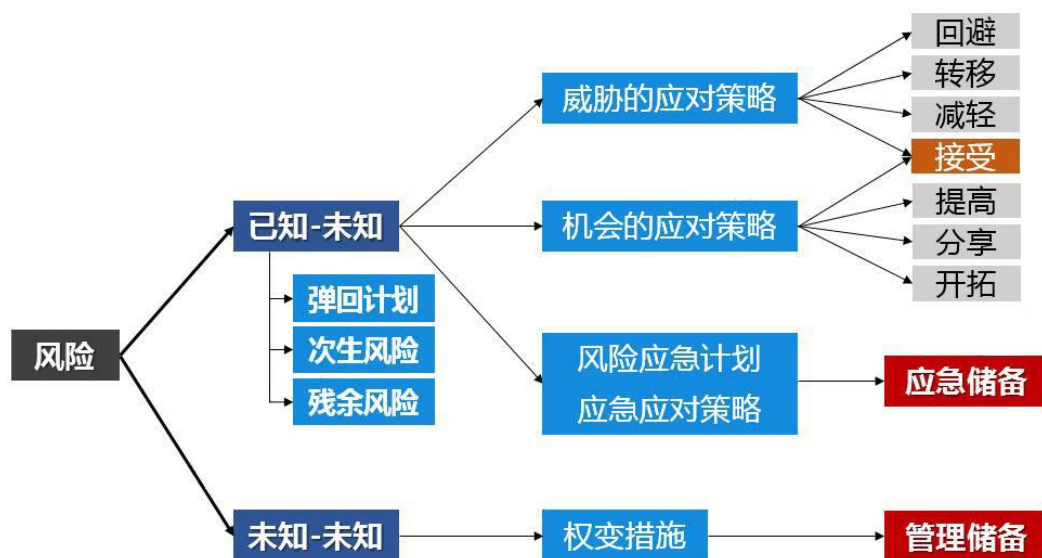 回避
转移
威胁的应对策略
减轻
接受
提高
已知-未知
机会的应对策略
分享
开拓
弹回计划
风险
次生风险
残余风险
风险应急计划
应急应对策略
应急储备
未知-未知
权变措施
管理储备